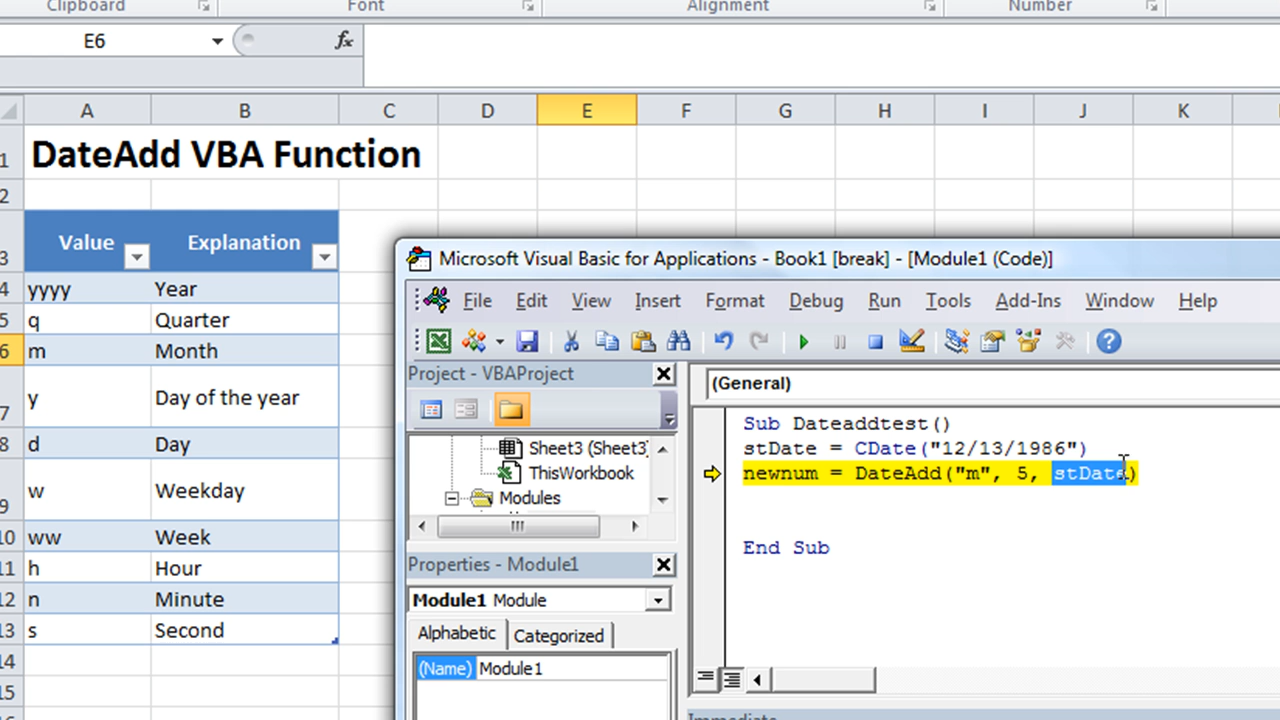 Clipboard Font Alignment Number
E6 fx
A B C D E F G H I J K
1 DateAdd VBA Function
2
3 Value Explanation
4 yyyy Year
5 q Quarter
6 m Month
7 y Day of the year
8 d Day
9 w Weekday
10 ww Week
11 h Hour
12 n Minute
13 s Second
14
15
Microsoft Visual Basic for Applications - Book1 [break] - [Module1 (Code)]
File Edit View Insert Format Debug Run Tools Add-Ins Window Help
Project - VBAProject
Sheet3 (Sheet3)
ThisWorkbook
Modules
Properties - Module1
Module1 Module
Alphabetic Categorized
(Name) Module1
(General)
Sub Dateaddtest()
stDate = CDate("12/13/1986")
newnum = DateAdd("m", 5, stDate)
End Sub
Immediate